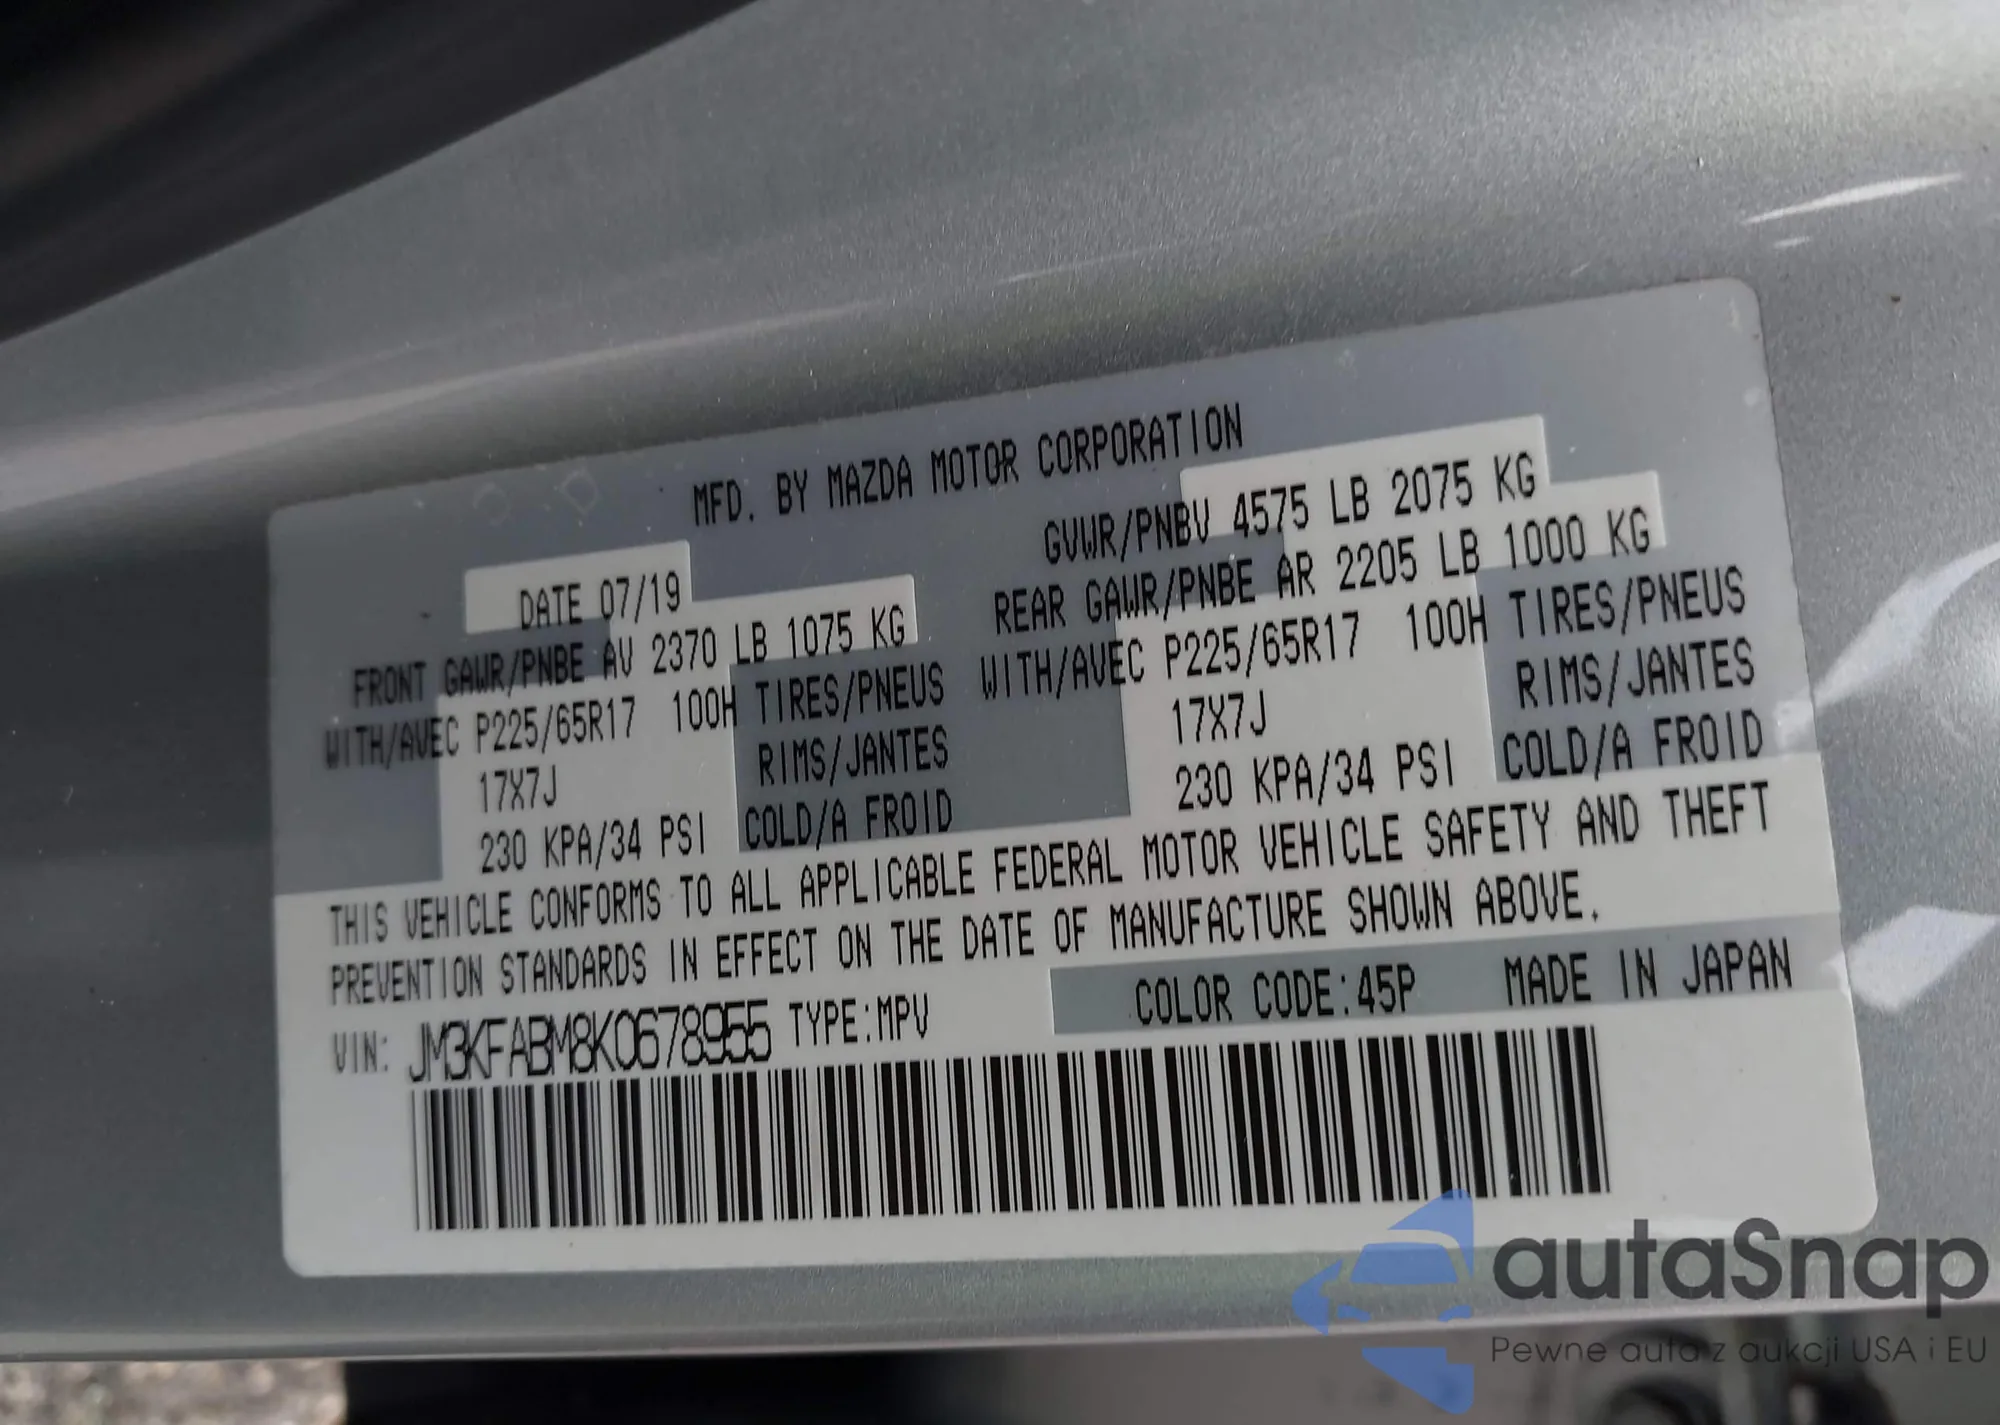 MFD. BY MAZDA MOTOR CORPORATION
DATE 07/19 GVWR/PNBV 4575 LB 2075 KG
FRONT GAWR/PNBE AV 2370 LB 1075 KG REAR GAWR/PNBE AR 2205 LB 1000 KG
WITH/AVEC P225/65R17 100H TIRES/PNEUS WITH/AVEC P225/65R17 100H TIRES/PNEUS
17X7J RIMS/JANTES 17X7J RIMS/JANTES
230 KPA/34 PSI COLD/A FROID 230 KPA/34 PSI COLD/A FROID
THIS VEHICLE CONFORMS TO ALL APPLICABLE FEDERAL MOTOR VEHICLE SAFETY AND THEFT
PREVENTION STANDARDS IN EFFECT ON THE DATE OF MANUFACTURE SHOWN ABOVE.
VIN: JM3KFABM8K0678955 TYPE:MPV COLOR CODE:45P MADE IN JAPAN
autaSnap
Pewne auta z aukcji USA i EU